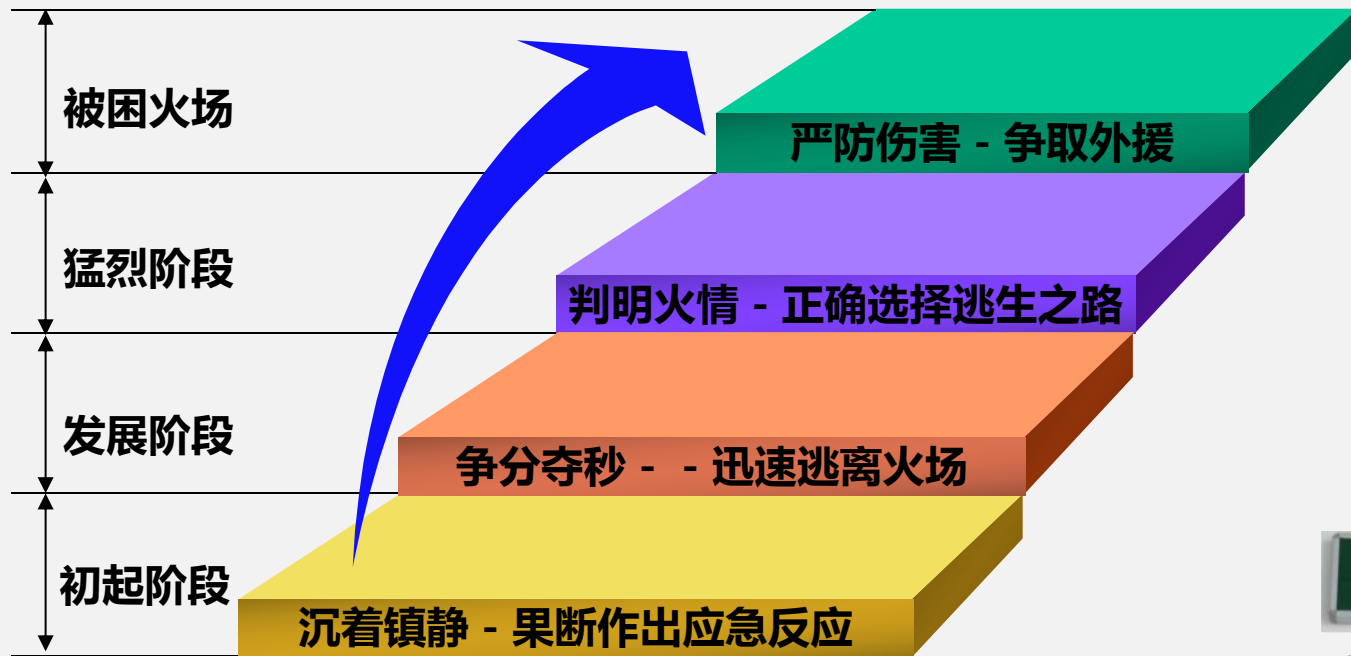 被困火场
严防伤害 - 争取外援
猛烈阶段
判明火情 - 正确选择逃生之路
发展阶段
争分夺秒 - - 迅速逃离火场
初起阶段
沉着镇静 - 果断作出应急反应